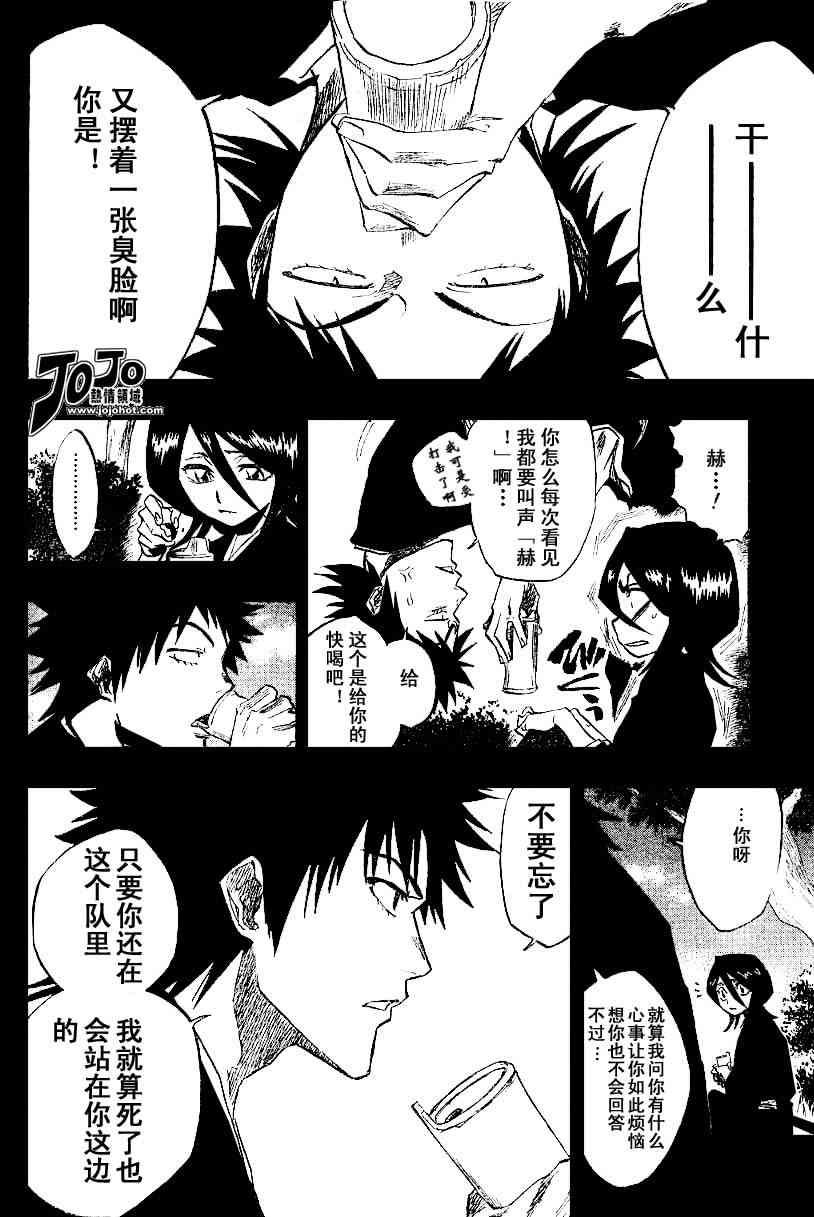 干——什
——么
又摆着一张臭脸啊
你是！
JOJO
熱情領域
www.jojohot.com
赫…！
你怎么每次看见
我都要叫声「赫
！」啊…
我可是受
打击了啊
给
这个是给你的
快喝吧！
………
…你呀
就算我问你有什么
心事让你如此烦恼
想你也不会回答
不过…
不要忘了
只要你还在
这个队里
我就算死了也
会站在你这边
的